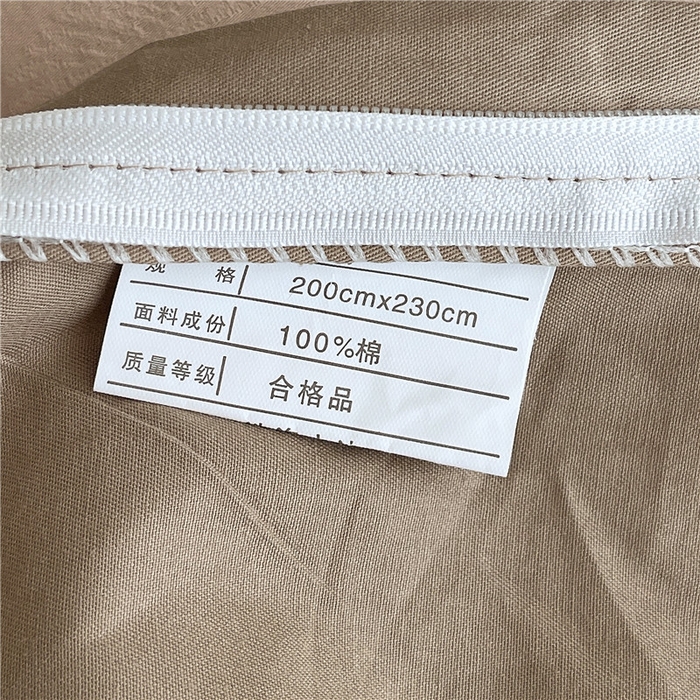 规 格 200cmx230cm
面料成份 100%棉
质量等级 合格品